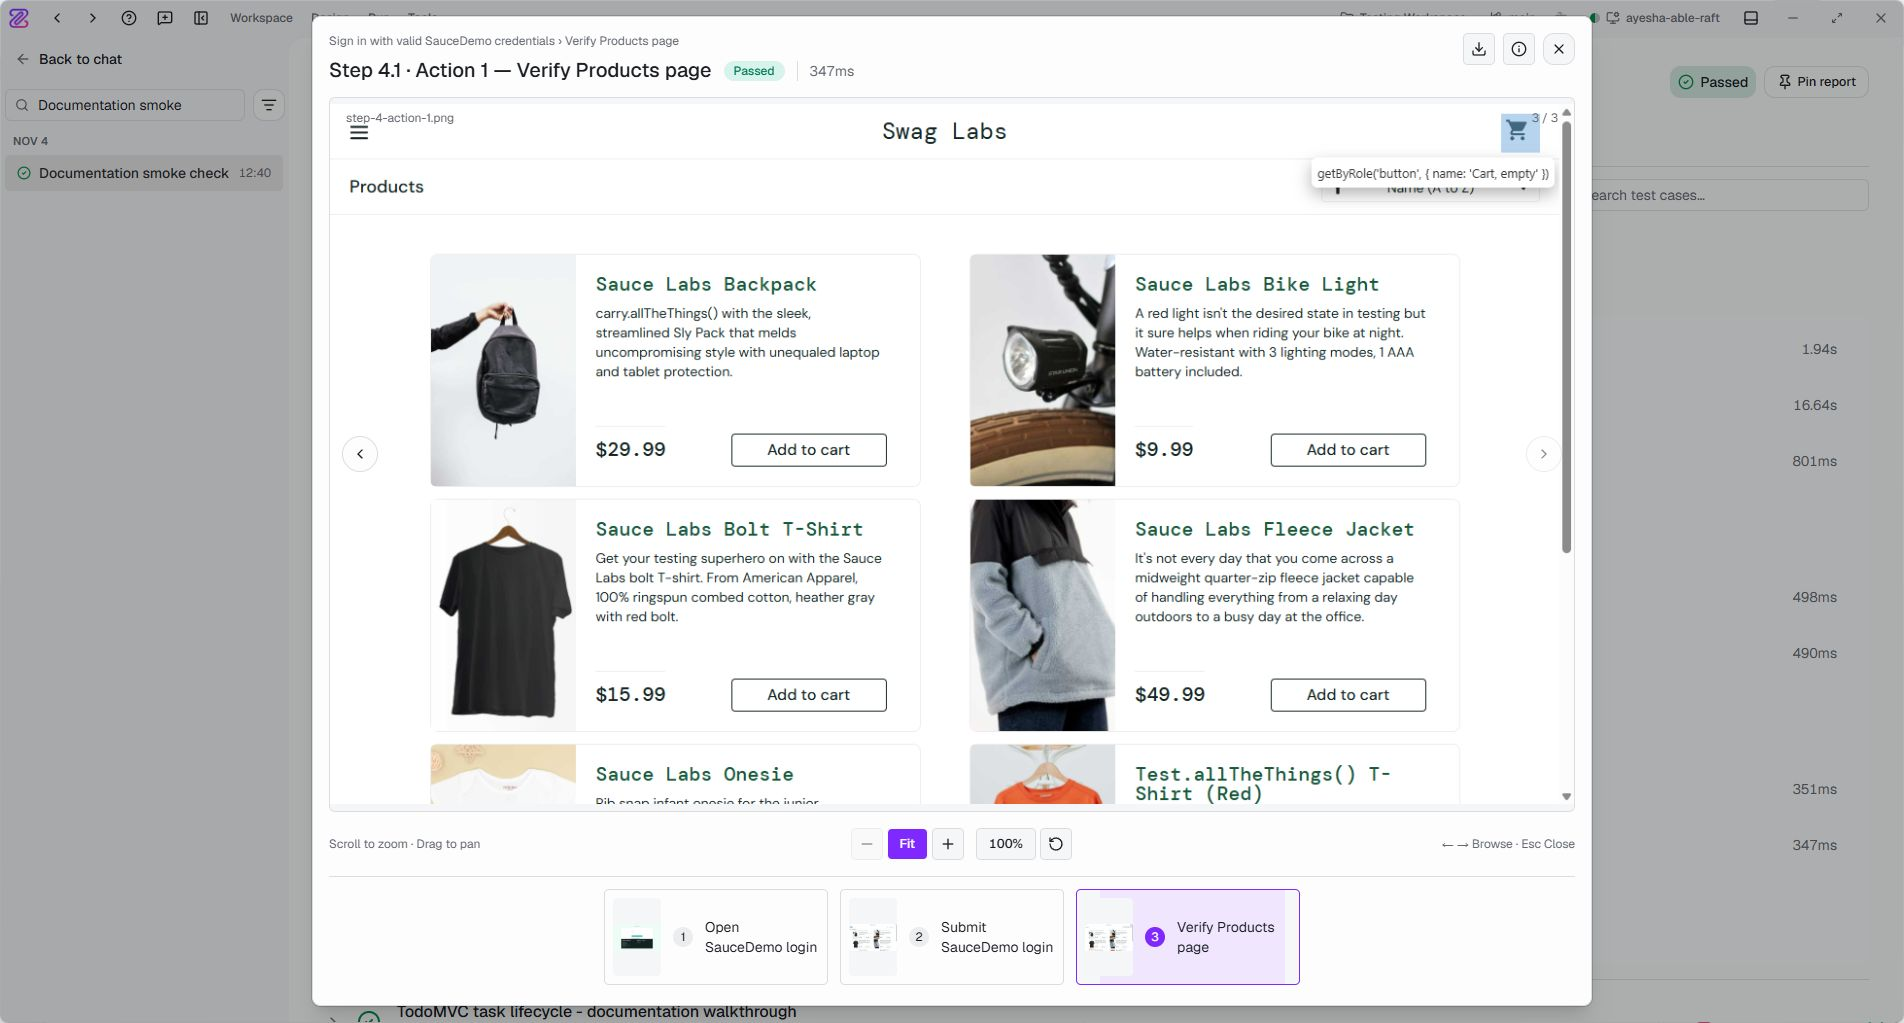 Workspace
main
ayesha-able-raft
Back to chat
Documentation smoke
NOV 4
Documentation smoke check 12:40
Sign in with valid SauceDemo credentials › Verify Products page
Step 4.1 · Action 1 — Verify Products page
Passed
347ms
Passed
Pin report
step-4-action-1.png
Swag Labs
3 / 3
getByRole('button', { name: 'Cart, empty' })
Products
Name (A to Z)
earch test cases...
Sauce Labs Backpack
carry.allTheThings() with the sleek,
streamlined Sly Pack that melds
uncompromising style with unequaled laptop
and tablet protection.
$29.99
Add to cart
Sauce Labs Bike Light
A red light isn't the desired state in testing but
it sure helps when riding your bike at night.
Water-resistant with 3 lighting modes, 1 AAA
battery included.
$9.99
Add to cart
Sauce Labs Bolt T-Shirt
Get your testing superhero on with the Sauce
Labs bolt T-shirt. From American Apparel,
100% ringspun combed cotton, heather gray
with red bolt.
$15.99
Add to cart
Sauce Labs Fleece Jacket
It's not every day that you come across a
midweight quarter-zip fleece jacket capable
of handling everything from a relaxing day
outdoors to a busy day at the office.
$49.99
Add to cart
Sauce Labs Onesie
Rib snap infant onesie for the junior
Test.allTheThings() T-
Shirt (Red)
1.94s
16.64s
801ms
498ms
490ms
351ms
347ms
Scroll to zoom · Drag to pan
Fit
100%
←→ Browse · Esc Close
1
Open
SauceDemo login
2
Submit
SauceDemo login
3
Verify Products
page
TodoMVC task lifecycle - documentation walkthrough